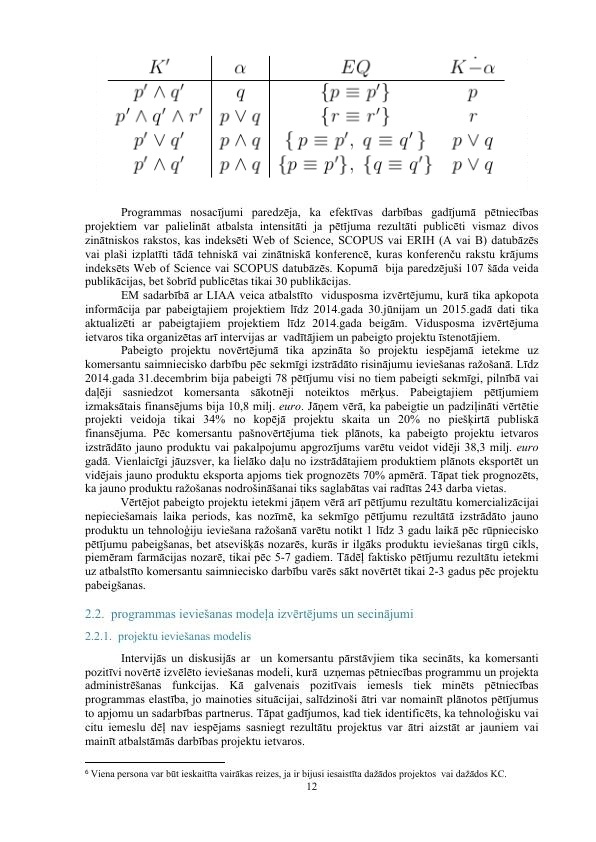 K′ α EQ K ∸ α
p′ ∧ q′ q {p ≡ p′} p
p′ ∧ q′ ∧ r′ p ∨ q {r ≡ r′} r
p′ ∨ q′ p ∧ q { p ≡ p′, q ≡ q′ } p ∨ q
p′ ∧ q′ p ∧ q {p ≡ p′}, {q ≡ q′} p ∨ q
Programmas nosacījumi paredzēja, ka efektīvas darbības gadījumā pētniecības
projektiem var palielināt atbalsta intensitāti ja pētījuma rezultāti publicēti vismaz divos
zinātniskos rakstos, kas indeksēti Web of Science, SCOPUS vai ERIH (A vai B) datubāzēs
vai plaši izplatīti tādā tehniskā vai zinātniskā konferencē, kuras konferenču rakstu krājums
indeksēts Web of Science vai SCOPUS datubāzēs. Kopumā bija paredzējuši 107 šāda veida
publikācijas, bet šobrīd publicētas tikai 30 publikācijas.
EM sadarbībā ar LIAA veica atbalstīto vidusposma izvērtējumu, kurā tika apkopota
informācija par pabeigtajiem projektiem līdz 2014.gada 30.jūnijam un 2015.gadā dati tika
aktualizēti ar pabeigtajiem projektiem līdz 2014.gada beigām. Vidusposma izvērtējuma
ietvaros tika organizētas arī intervijas ar vadītājiem un pabeigto projektu īstenotājiem.
Pabeigto projektu novērtējumā tika apzināta šo projektu iespējamā ietekme uz
komersantu saimniecisko darbību pēc sekmīgi izstrādāto risinājumu ieviešanas ražošanā. Līdz
2014.gada 31.decembrim bija pabeigti 78 pētījumu visi no tiem pabeigti sekmīgi, pilnībā vai
daļēji sasniedzot komersanta sākotnēji noteiktos mērķus. Pabeigtajiem pētījumiem
izmaksātais finansējums bija 10,8 milj. euro. Jāņem vērā, ka pabeigtie un padziļināti vērtētie
projekti veidoja tikai 34% no kopējā projektu skaita un 20% no piešķirtā publiskā
finansējuma. Pēc komersantu pašnovērtējuma tiek plānots, ka pabeigto projektu ietvaros
izstrādāto jauno produktu vai pakalpojumu apgrozījums varētu veidot vidēji 38,3 milj. euro
gadā. Vienlaicīgi jāuzsver, ka lielāko daļu no izstrādātajiem produktiem plānots eksportēt un
vidējais jauno produktu eksporta apjoms tiek prognozēts 70% apmērā. Tāpat tiek prognozēts,
ka jauno produktu ražošanas nodrošināšanai tiks saglabātas vai radītas 243 darba vietas.
Vērtējot pabeigto projektu ietekmi jāņem vērā arī pētījumu rezultātu komercializācijai
nepieciešamais laika periods, kas nozīmē, ka sekmīgo pētījumu rezultātā izstrādāto jauno
produktu un tehnoloģiju ieviešana ražošanā varētu notikt 1 līdz 3 gadu laikā pēc rūpniecisko
pētījumu pabeigšanas, bet atsevišķās nozarēs, kurās ir ilgāks produktu ieviešanas tirgū cikls,
piemēram farmācijas nozarē, tikai pēc 5-7 gadiem. Tādēļ faktisko pētījumu rezultātu ietekmi
uz atbalstīto komersantu saimniecisko darbību varēs sākt novērtēt tikai 2-3 gadus pēc projektu
pabeigšanas.
2.2. programmas ieviešanas modeļa izvērtējums un secinājumi
2.2.1. projektu ieviešanas modelis
Intervijās un diskusijās ar un komersantu pārstāvjiem tika secināts, ka komersanti
pozitīvi novērtē izvēlēto ieviešanas modeli, kurā uzņemas pētniecības programmu un projekta
administrēšanas funkcijas. Kā galvenais pozitīvais iemesls tiek minēts pētniecības
programmas elastība, jo mainoties situācijai, salīdzinoši ātri var nomainīt plānotos pētījumus
to apjomu un sadarbības partnerus. Tāpat gadījumos, kad tiek identificēts, ka tehnoloģisku vai
citu iemeslu dēļ nav iespējams sasniegt rezultātu projektus var ātri aizstāt ar jauniem vai
mainīt atbalstāmās darbības projektu ietvaros.
6 Viena persona var būt ieskaitīta vairākas reizes, ja ir bijusi iesaistīta dažādos projektos vai dažādos KC.
12